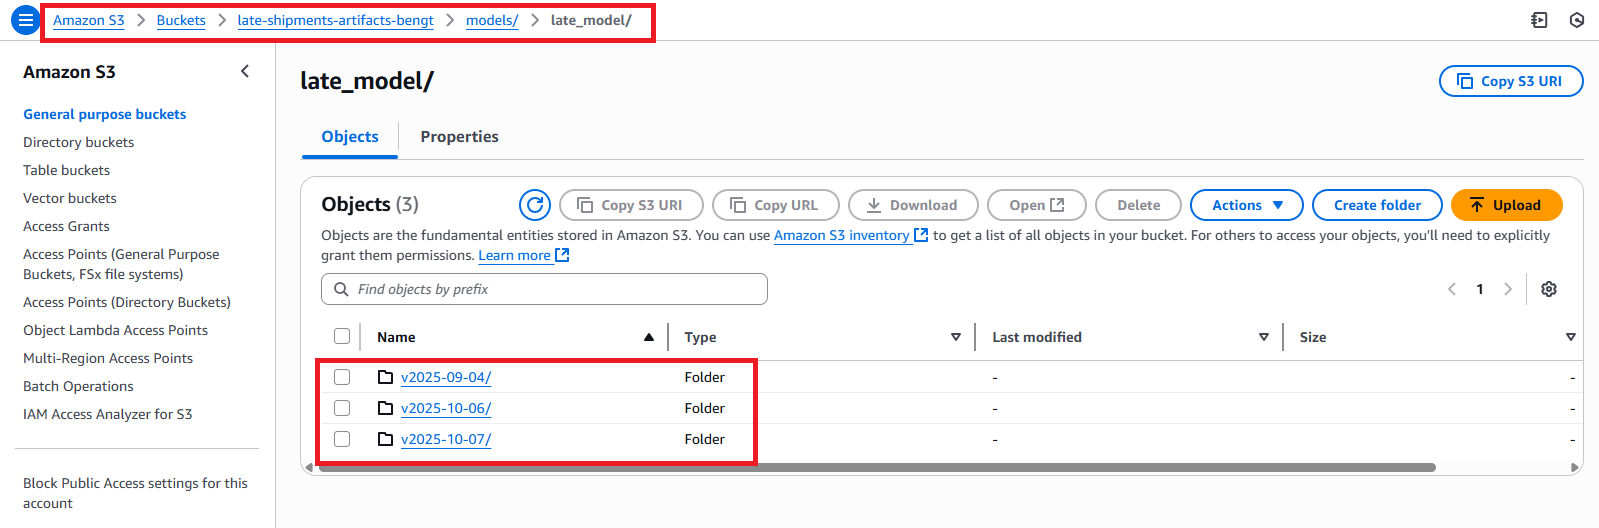 Amazon S3 > Buckets > late-shipments-artifacts-bengt > models/ > late_model/
Amazon S3
General purpose buckets
Directory buckets
Table buckets
Vector buckets
Access Grants
Access Points (General Purpose
Buckets, FSx file systems)
Access Points (Directory Buckets)
Object Lambda Access Points
Multi-Region Access Points
Batch Operations
IAM Access Analyzer for S3
Block Public Access settings for this
account
late_model/
Copy S3 URI
Objects Properties
Objects (3)
Copy S3 URI Copy URL Download Open Delete Actions Create folder Upload
Objects are the fundamental entities stored in Amazon S3. You can use Amazon S3 inventory to get a list of all objects in your bucket. For others to access your objects, you'll need to explicitly
grant them permissions. Learn more
Find objects by prefix
1
Name Type Last modified Size
v2025-09-04/ Folder - -
v2025-10-06/ Folder - -
v2025-10-07/ Folder - -